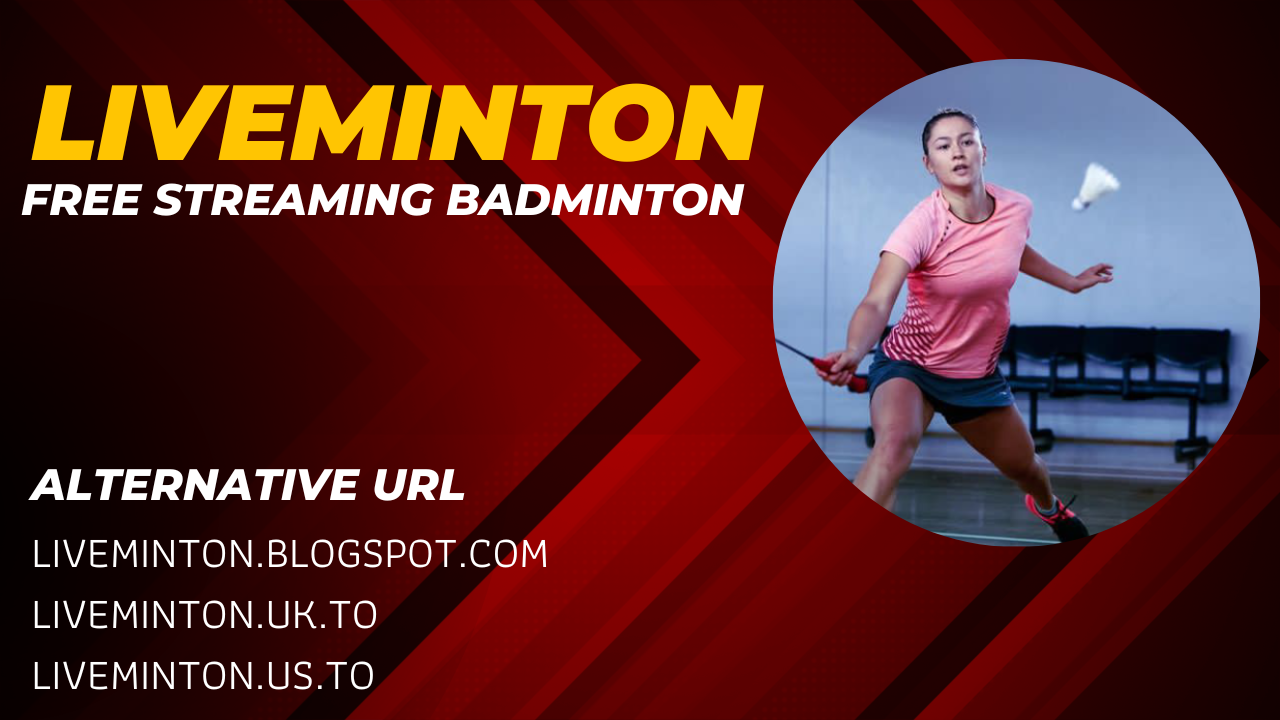 LIVEMINTON
FREE STREAMING BADMINTON
ALTERNATIVE URL
LIVEMINTON.BLOGSPOT.COM
LIVEMINTON.UK.TO
LIVEMINTON.US.TO